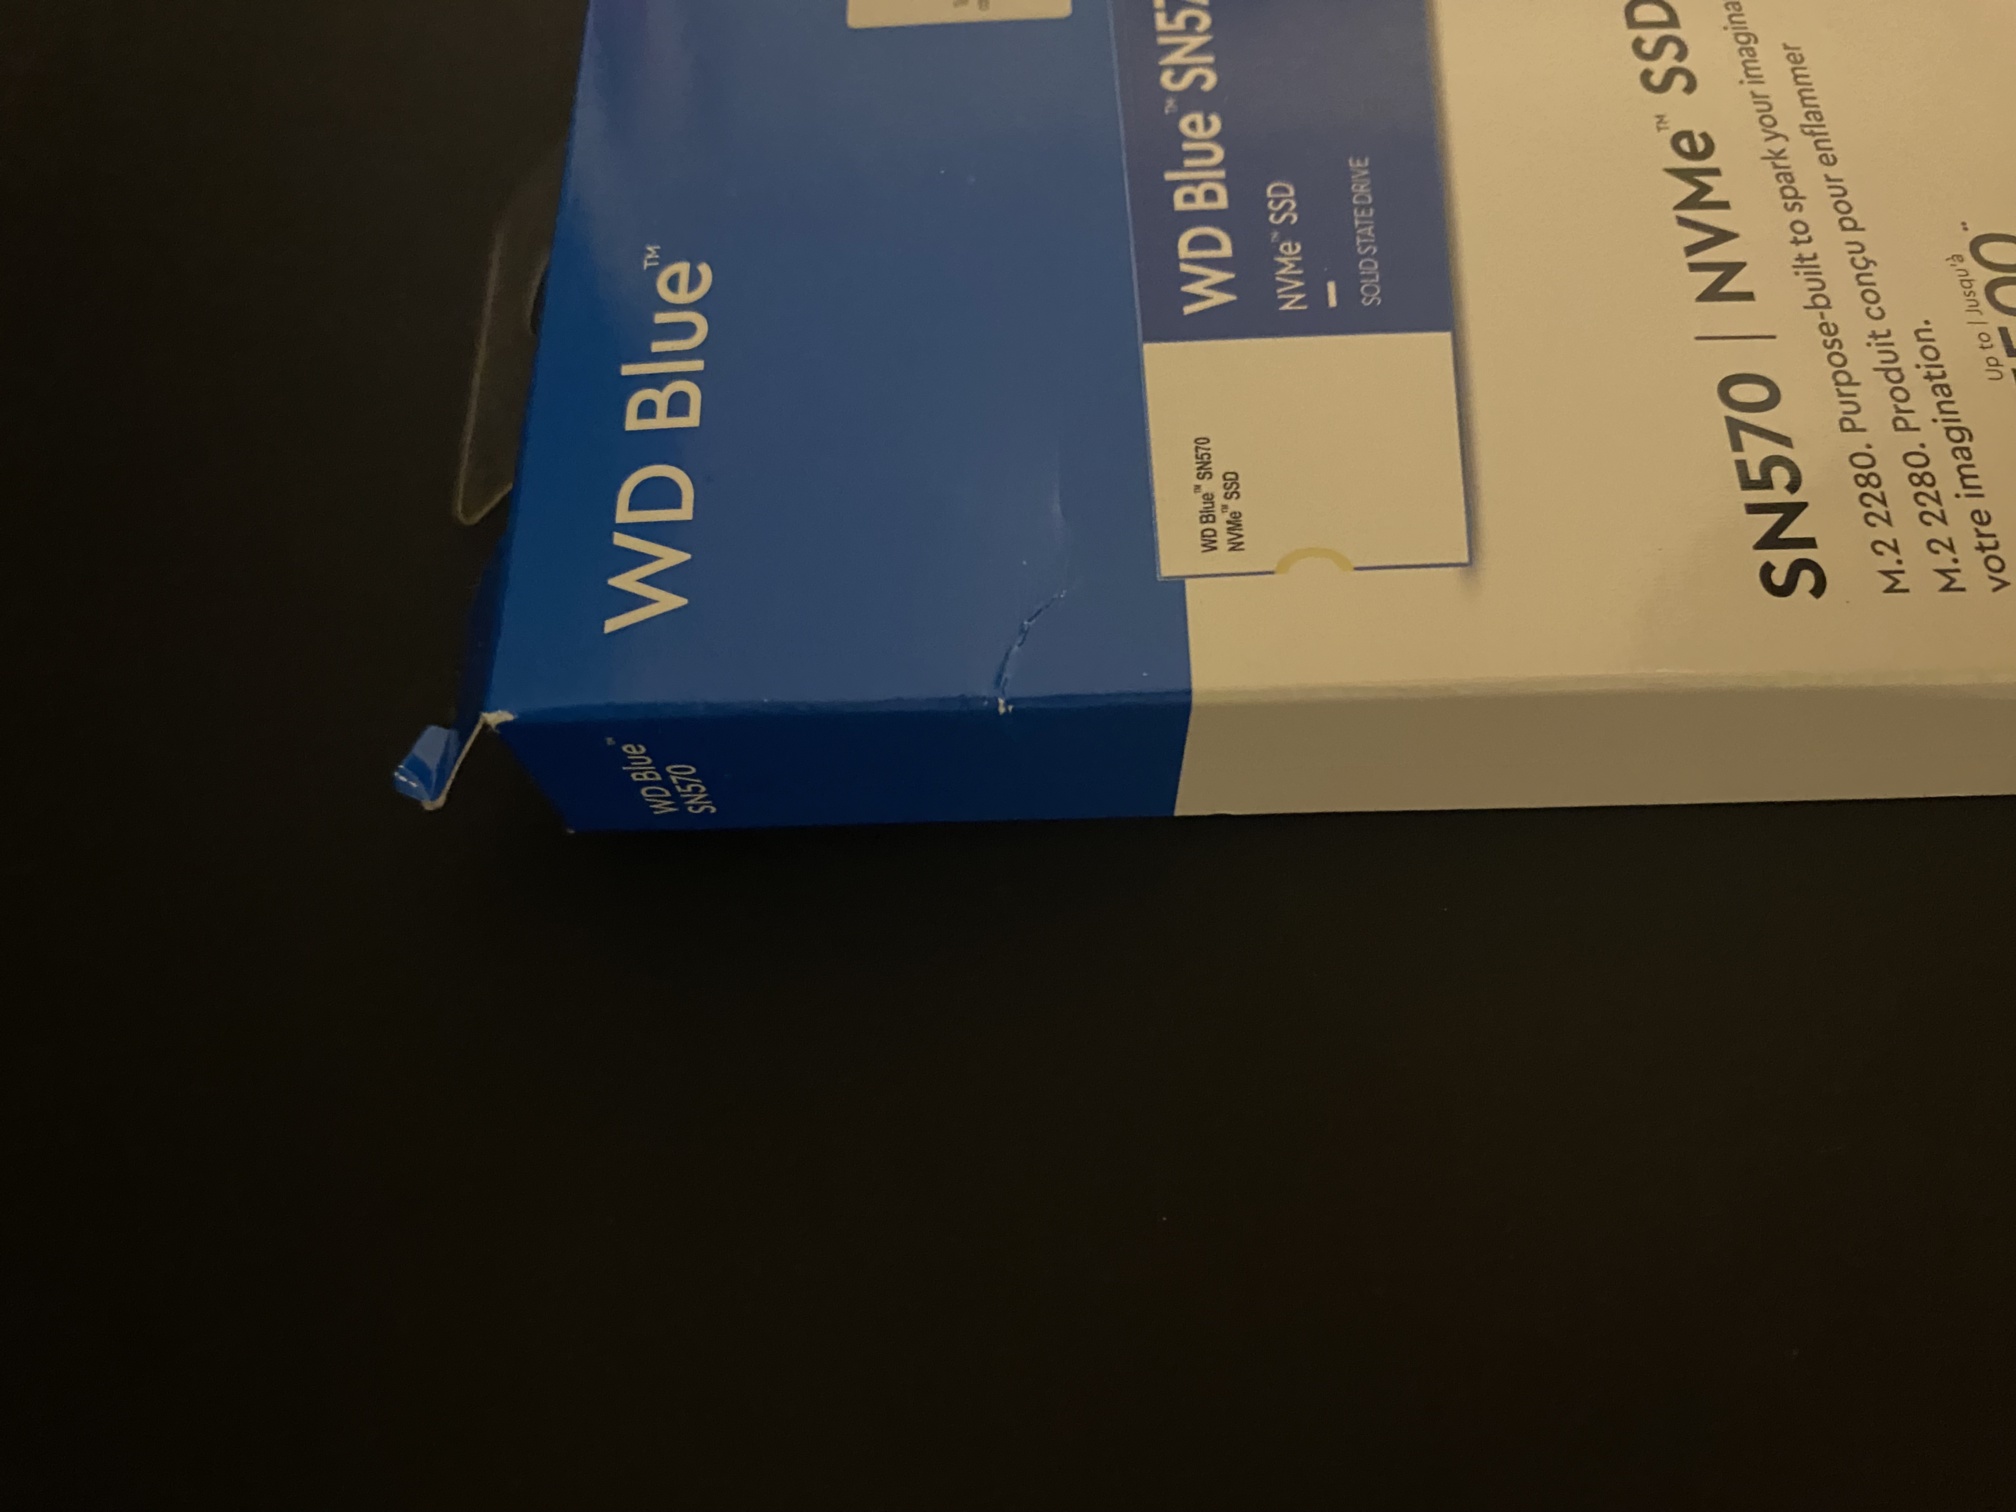 WD Blue™
WD Blue™
SN570
WD Blue™ SN57
NVMe™ SSD
SOLID STATE DRIVE
WD Blue™ SN570
NVMe™ SSD
SN570 | NVMe™ SSD
M.2 2280. Purpose-built to spark your imagina
M.2 2280. Produit conçu pour enflammer
votre imagination.
Up to | Jusqu'à